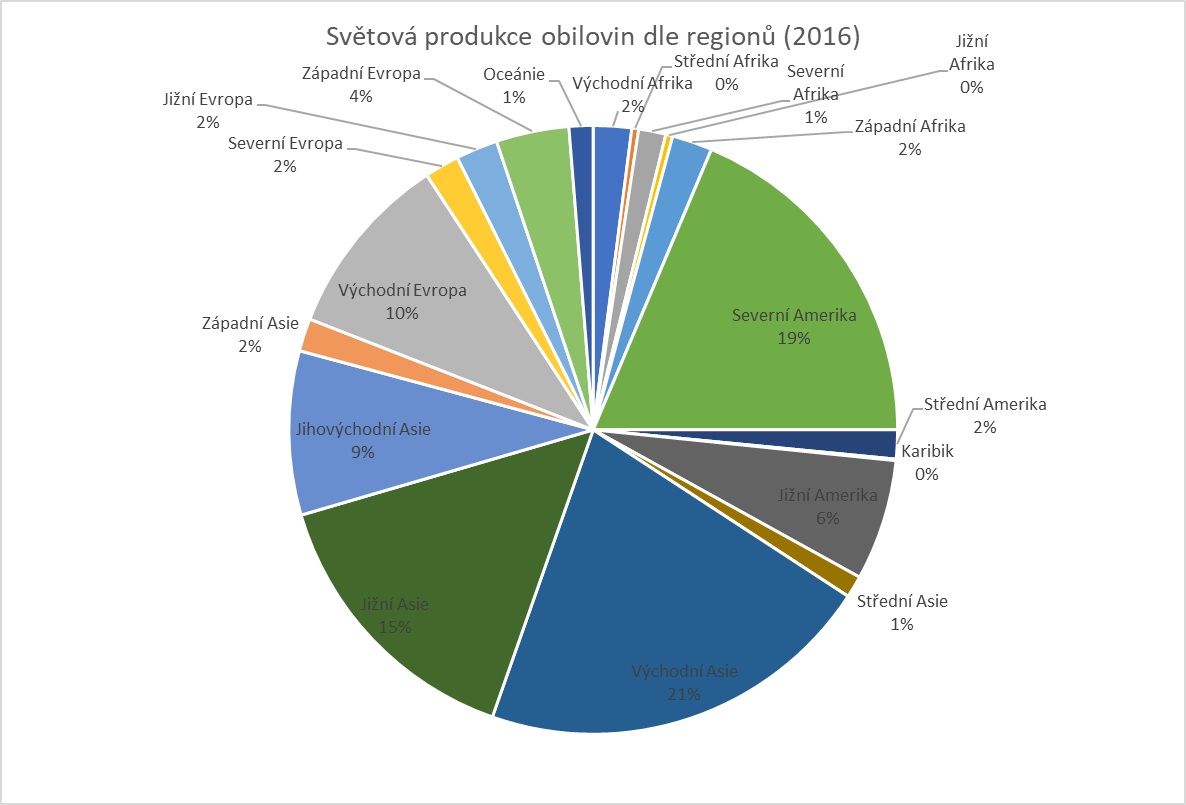 Světová produkce obilovin dle regionů (2016)
Východní Afrika
2%
Střední Afrika
0%
Severní
Afrika
1%
Jižní
Afrika
0%
Západní Afrika
2%
Severní Amerika
19%
Střední Amerika
2%
Karibik
0%
Jižní Amerika
6%
Střední Asie
1%
Východní Asie
21%
Jižní Asie
15%
Jihovýchodní Asie
9%
Západní Asie
2%
Východní Evropa
10%
Severní Evropa
2%
Jižní Evropa
2%
Západní Evropa
4%
Oceánie
1%